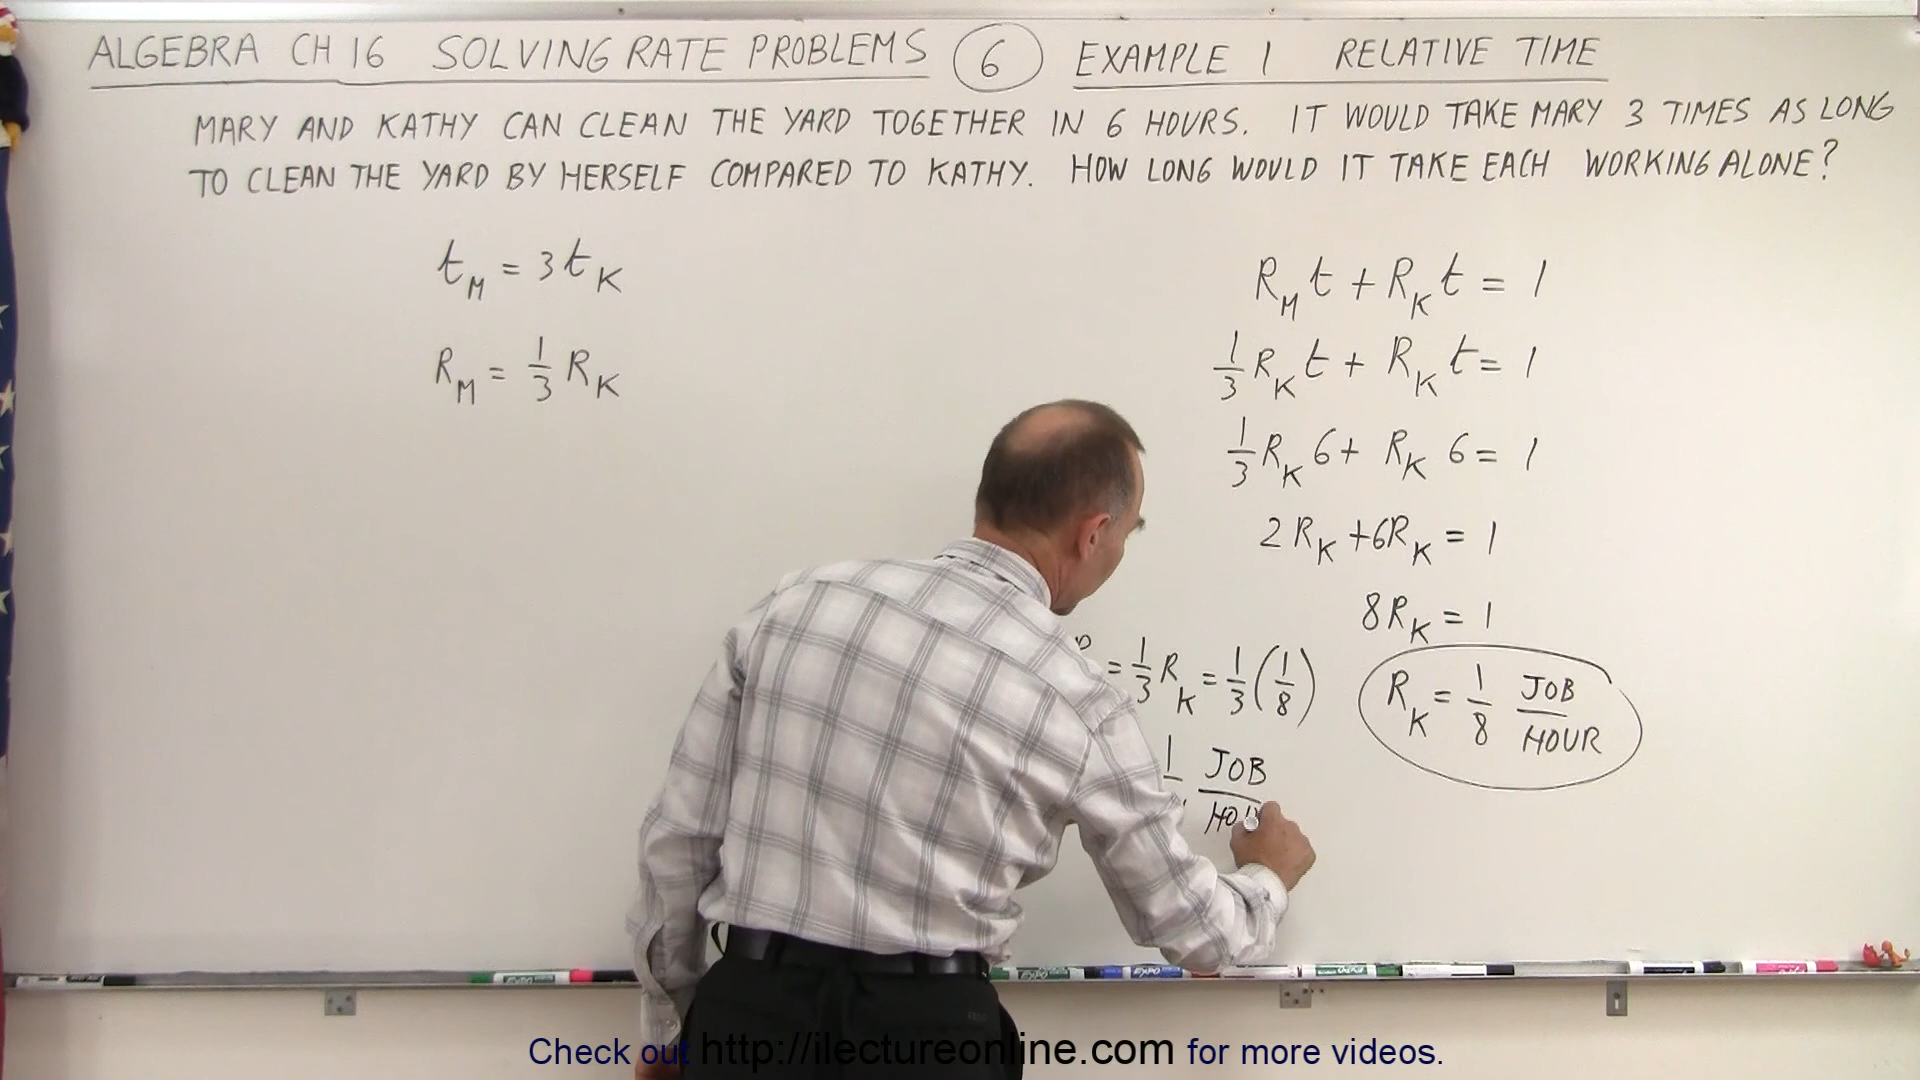 ALGEBRA CH 16 SOLVING RATE PROBLEMS 6 EXAMPLE 1 RELATIVE TIME
MARY AND KATHY CAN CLEAN THE YARD TOGETHER IN 6 HOURS. IT WOULD TAKE MARY 3 TIMES AS LONG
TO CLEAN THE YARD BY HERSELF COMPARED TO KATHY. HOW LONG WOULD IT TAKE EACH WORKING ALONE?
t_M = 3t_K
R_M = 1/3 R_K
R_M t + R_K t = 1
1/3 R_K t + R_K t = 1
1/3 R_K 6 + R_K 6 = 1
2R_K + 6R_K = 1
8R_K = 1
= 1/3 R_K = 1/3 (1/8)
R_K = 1/8 JOB/HOUR
JOB
Check out http://ilectureonline.com for more videos.